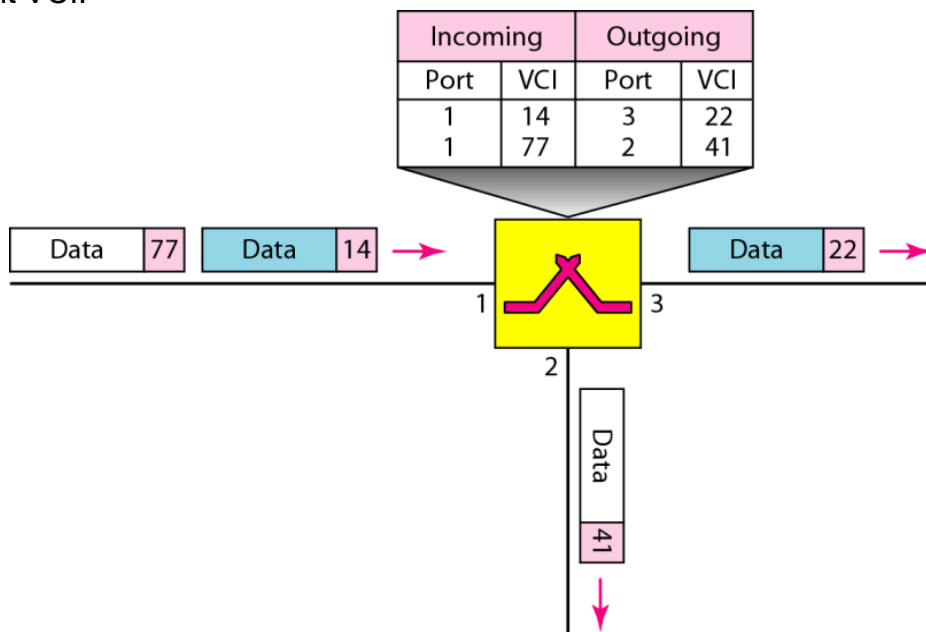 Incoming Outgoing
Port VCI Port VCI
1 14 3 22
1 77 2 41
Data 77 Data 14 Data 22
1 3
2
Data 41